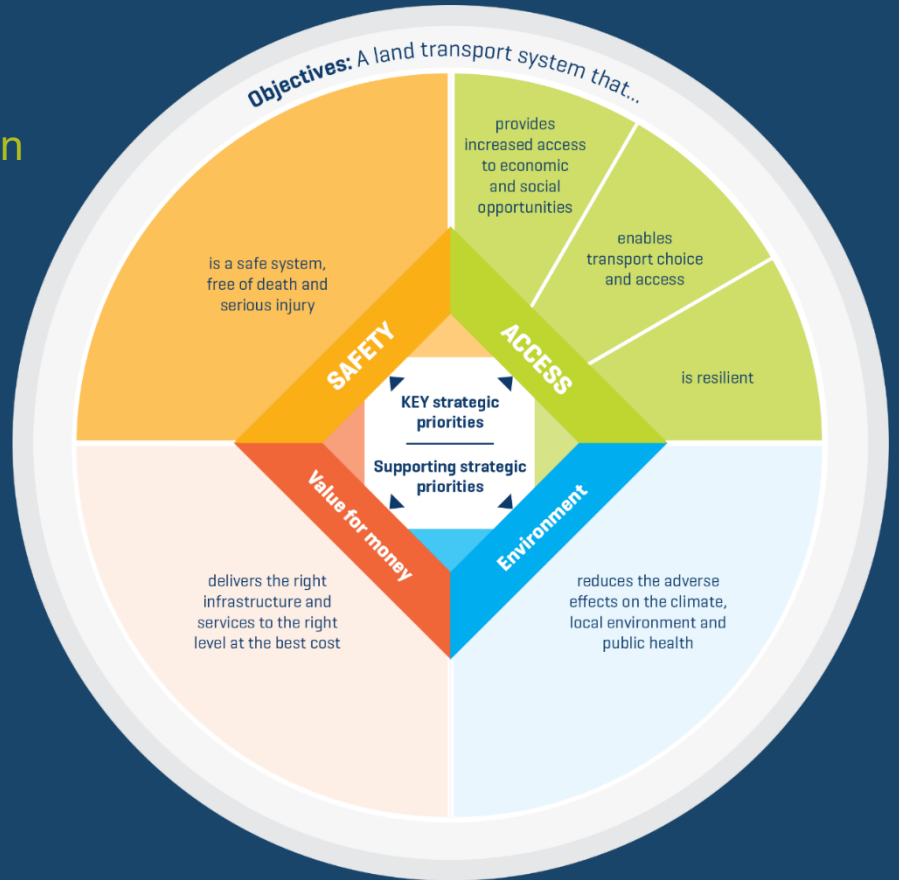 Objectives: A land transport system that...
n
provides
increased access
to economic
and social
opportunities
enables
transport choice
and access
is resilient
is a safe system,
free of death and
serious injury
SAFETY
ACCESS
KEY strategic
priorities
Supporting strategic
priorities
Value for money
Environment
delivers the right
infrastructure and
services to the right
level at the best cost
reduces the adverse
effects on the climate,
local environment and
public health